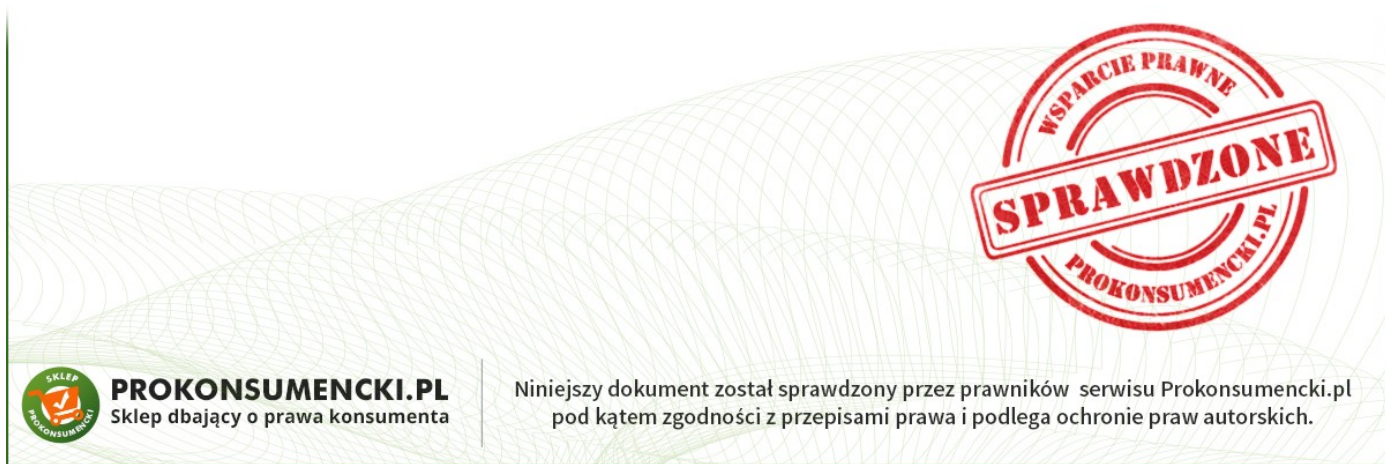 WSPARCIE PRAWNE
SPRAWDZONE
PROKONSUMENCKI.PL
SKLEP
PROKONSUMENCKI
PROKONSUMENCKI.PL
Sklep dbający o prawa konsumenta
Niniejszy dokument został sprawdzony przez prawników serwisu Prokonsumencki.pl
pod kątem zgodności z przepisami prawa i podlega ochronie praw autorskich.